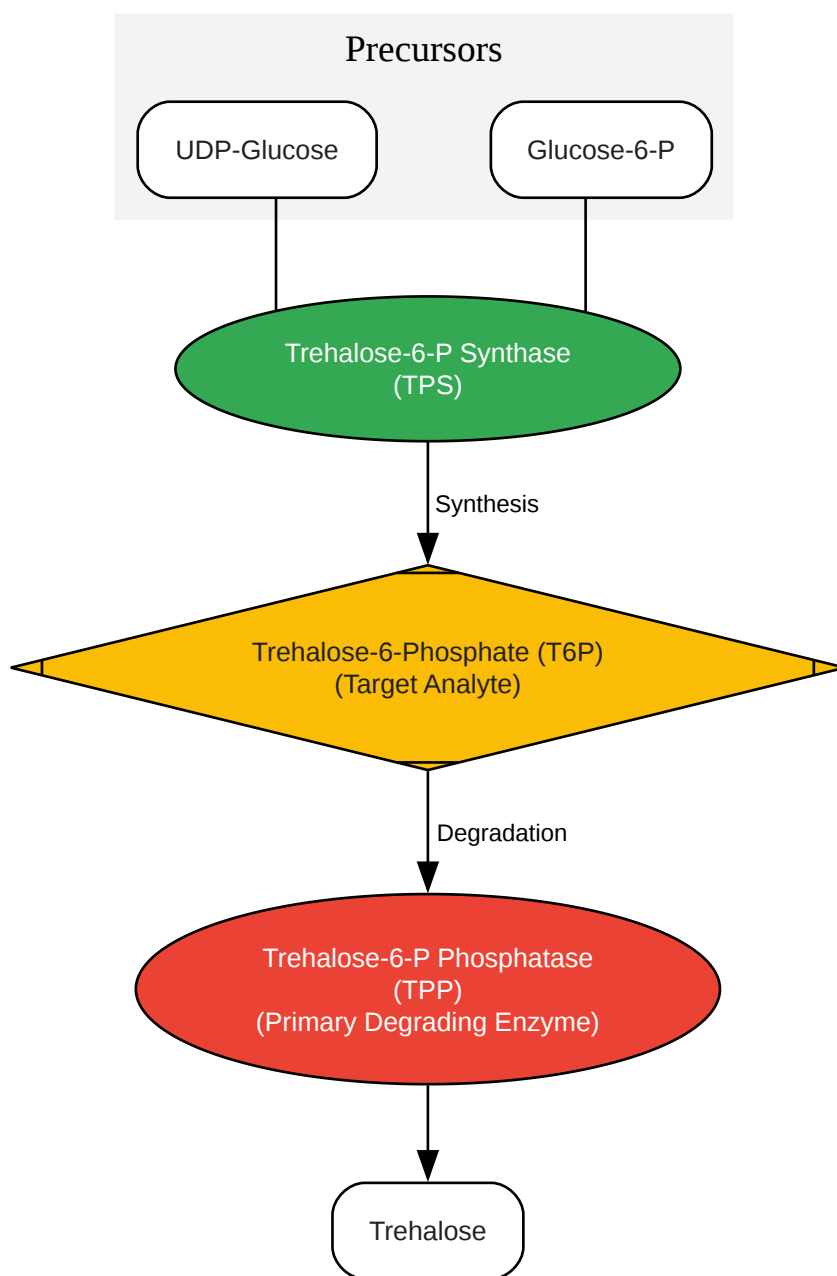 Precursors
UDP-Glucose
Glucose-6-P
Trehalose-6-P Synthase
(TPS)
Synthesis
Trehalose-6-Phosphate (T6P)
(Target Analyte)
Degradation
Trehalose-6-P Phosphatase
(TPP)
(Primary Degrading Enzyme)
Trehalose